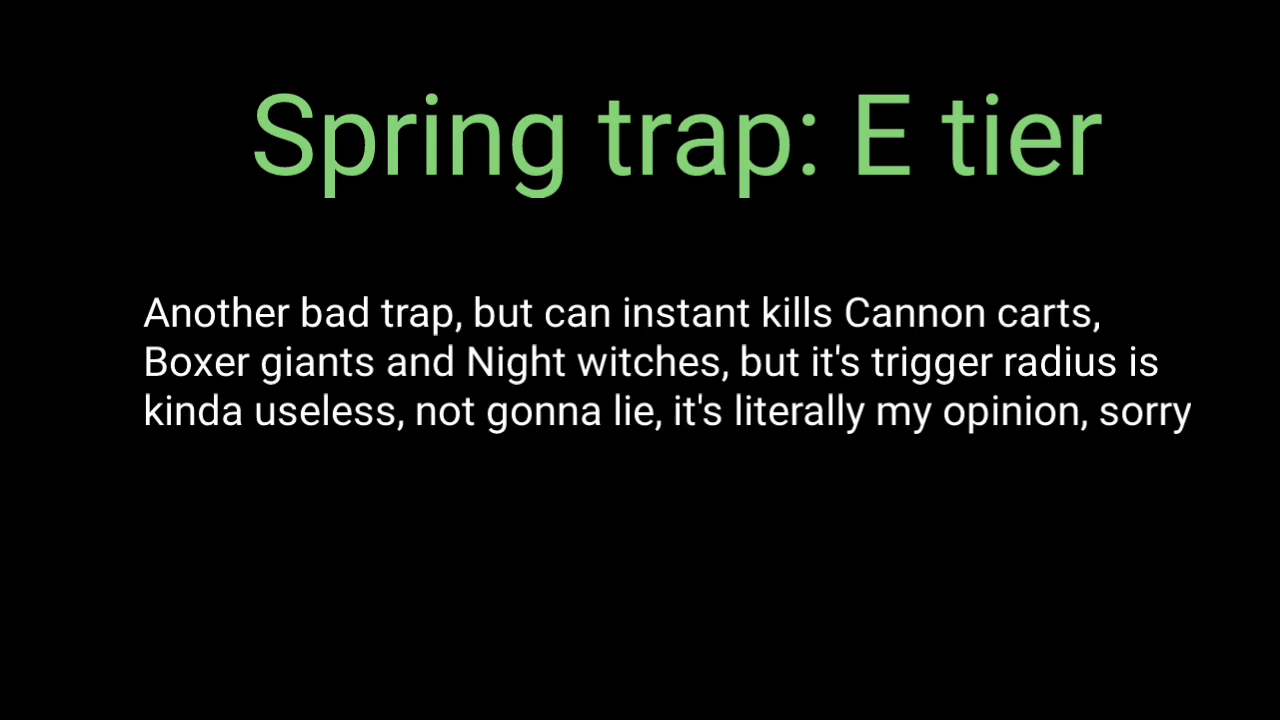 Spring trap: E tier
Another bad trap, but can instant kills Cannon carts,
Boxer giants and Night witches, but it's trigger radius is
kinda useless, not gonna lie, it's literally my opinion, sorry